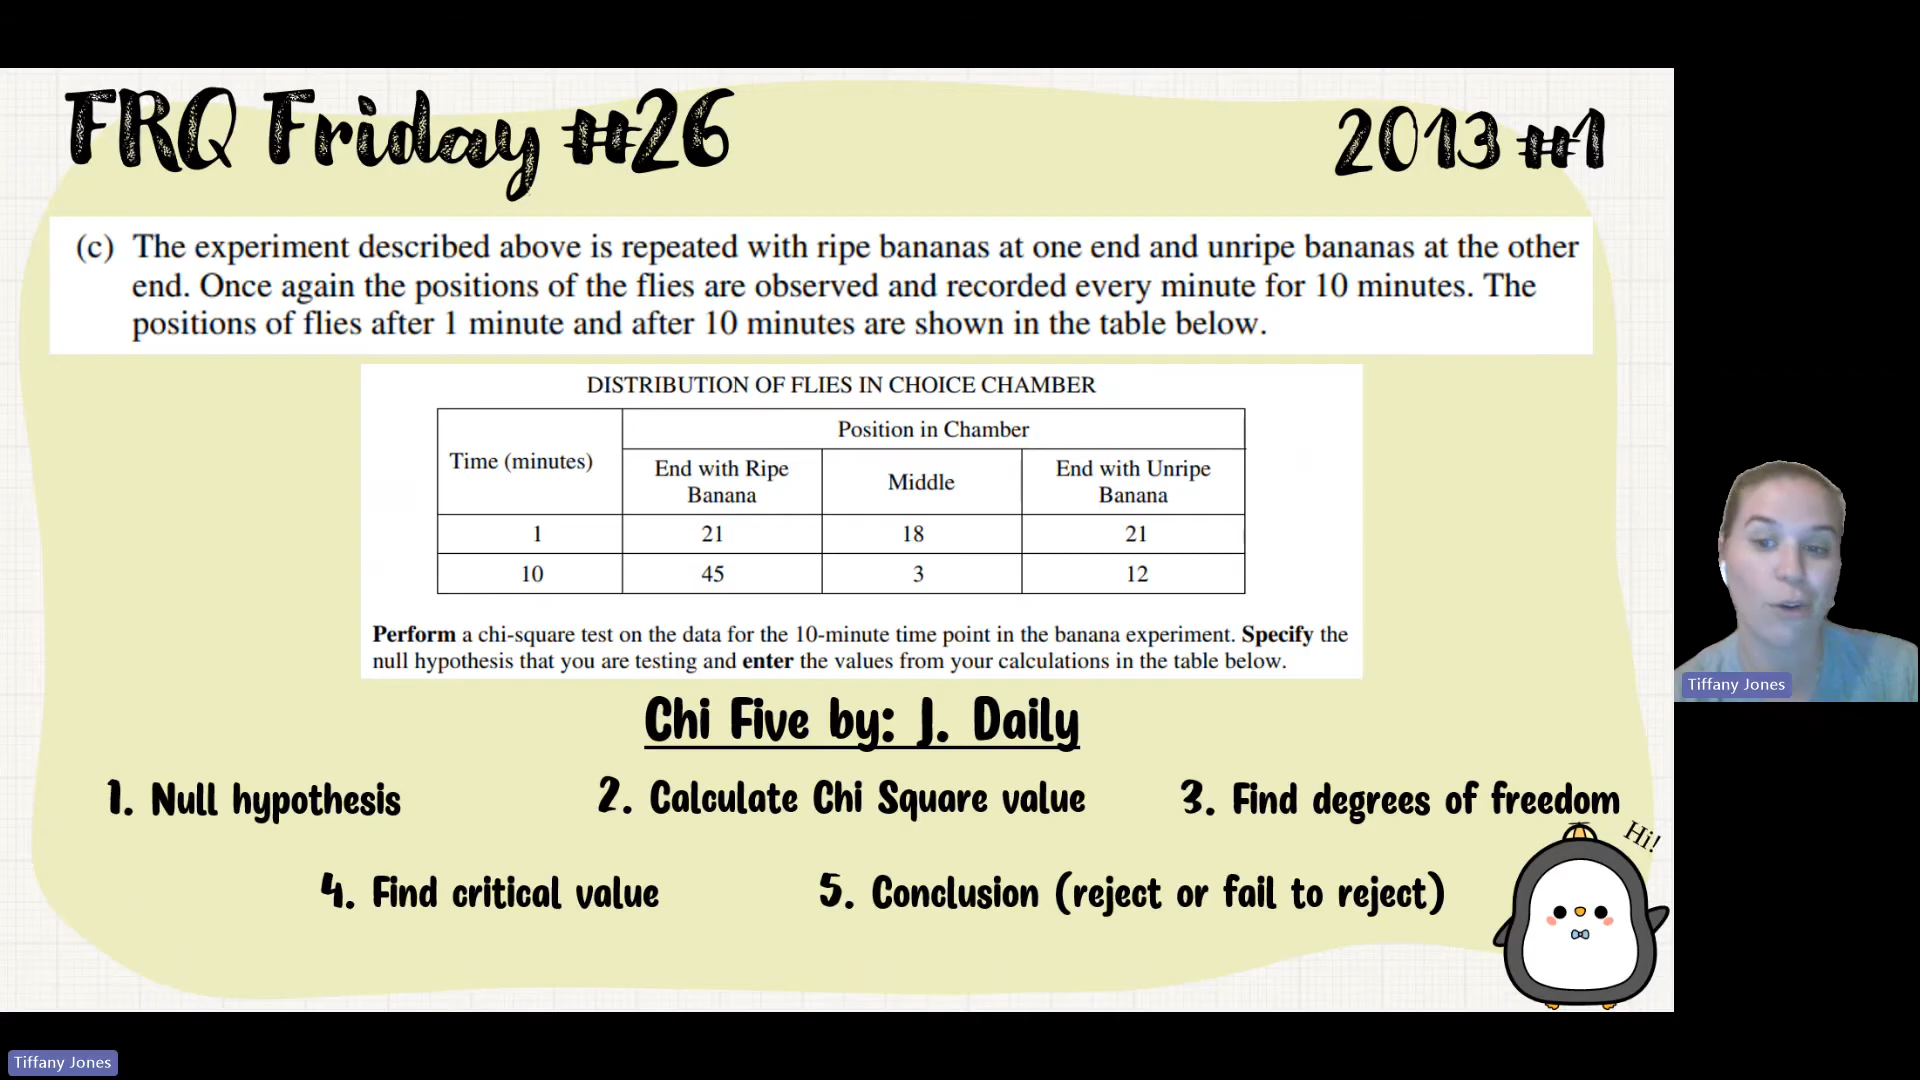 FRQ Friday #26
2013 #1
(c) The experiment described above is repeated with ripe bananas at one end and unripe bananas at the other
end. Once again the positions of the flies are observed and recorded every minute for 10 minutes. The
positions of flies after 1 minute and after 10 minutes are shown in the table below.
DISTRIBUTION OF FLIES IN CHOICE CHAMBER
Time (minutes)
Position in Chamber
End with Ripe
Banana
Middle
End with Unripe
Banana
1 21 18 21
10 45 3 12
Perform a chi-square test on the data for the 10-minute time point in the banana experiment. Specify the
null hypothesis that you are testing and enter the values from your calculations in the table below.
Chi Five by: J. Daily
1. Null hypothesis
2. Calculate Chi Square value
3. Find degrees of freedom
4. Find critical value
5. Conclusion (reject or fail to reject)
Hi!
Tiffany Jones
Tiffany Jones